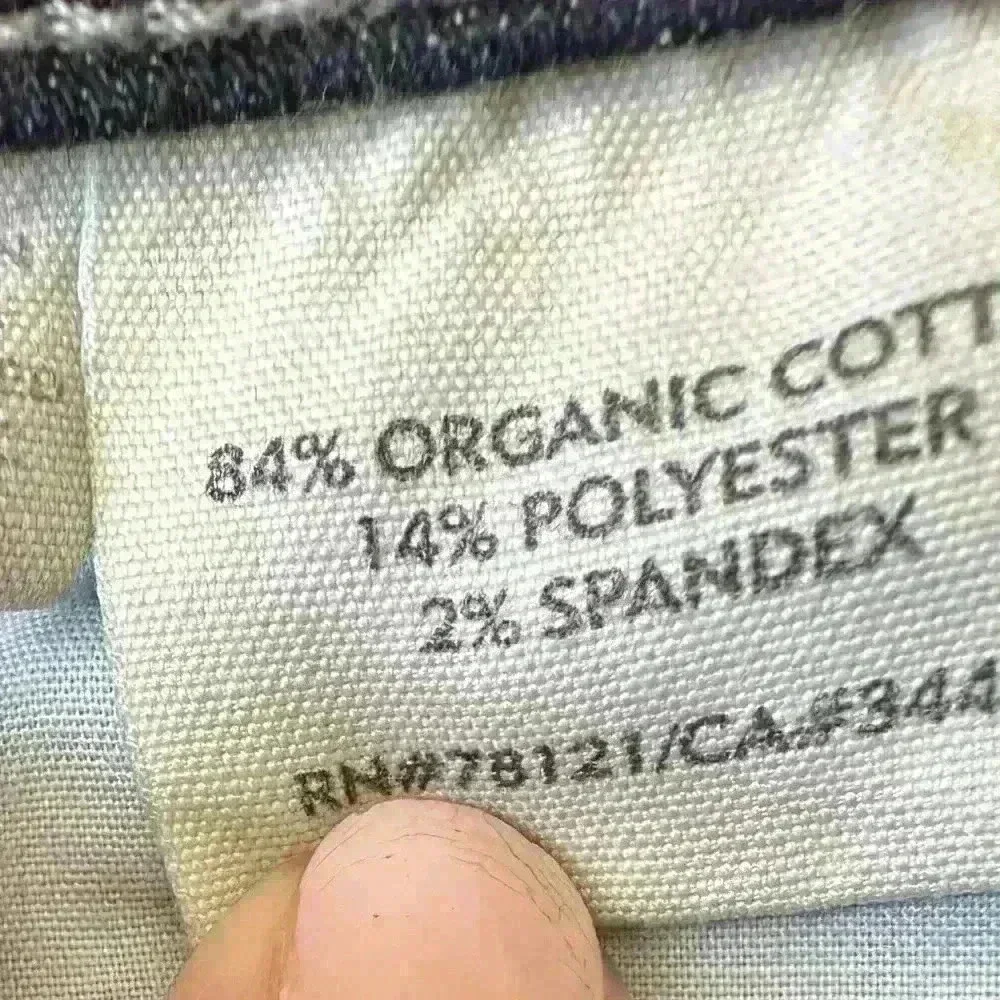 84% ORGANIC COTT
14% POLYESTER
2% SPANDEX
RN#78121/CA#344